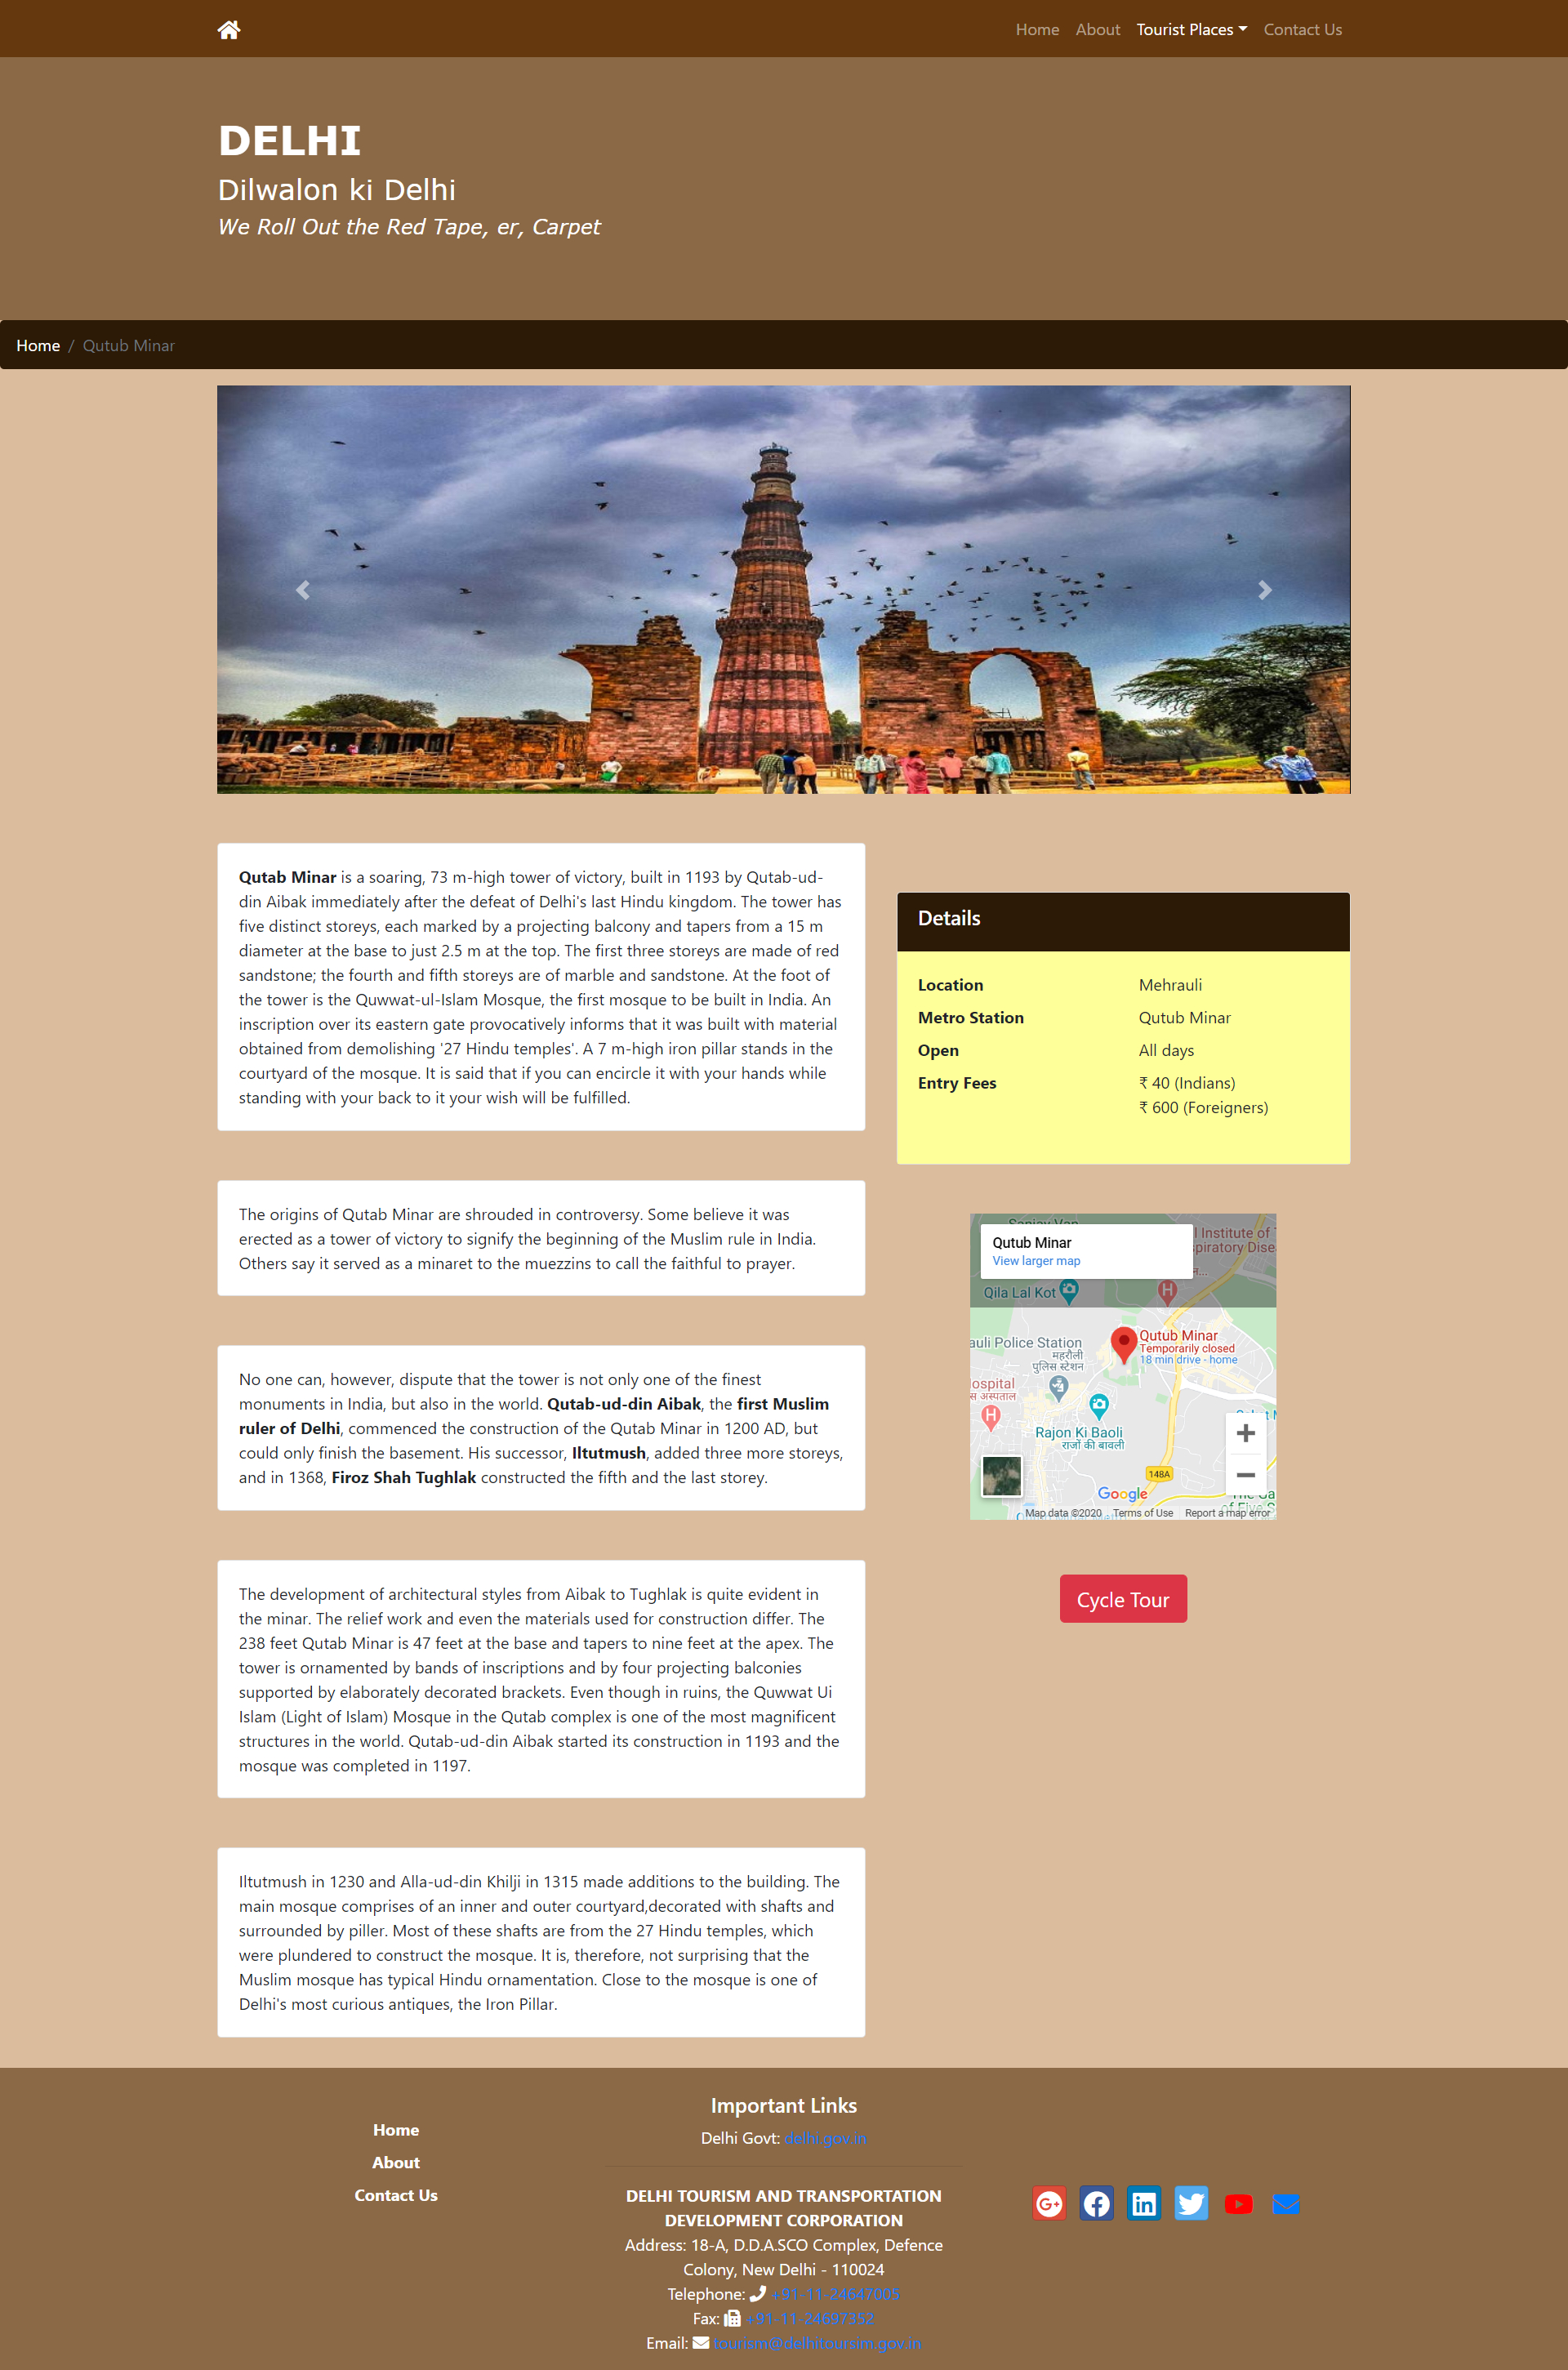 Home About Tourist Places Contact Us
DELHI
Dilwalon ki Delhi
We Roll Out the Red Tape, er, Carpet
Home / Qutub Minar
Qutab Minar is a soaring, 73 m-high tower of victory, built in 1193 by Qutab-ud-
din Aibak immediately after the defeat of Delhi's last Hindu kingdom. The tower has
five distinct storeys, each marked by a projecting balcony and tapers from a 15 m
diameter at the base to just 2.5 m at the top. The first three storeys are made of red
sandstone; the fourth and fifth storeys are of marble and sandstone. At the foot of
the tower is the Quwwat-ul-Islam Mosque, the first mosque to be built in India. An
inscription over its eastern gate provocatively informs that it was built with material
obtained from demolishing '27 Hindu temples'. A 7 m-high iron pillar stands in the
courtyard of the mosque. It is said that if you can encircle it with your hands while
standing with your back to it your wish will be fulfilled.
The origins of Qutab Minar are shrouded in controversy. Some believe it was
erected as a tower of victory to signify the beginning of the Muslim rule in India.
Others say it served as a minaret to the muezzins to call the faithful to prayer.
No one can, however, dispute that the tower is not only one of the finest
monuments in India, but also in the world. Qutab-ud-din Aibak, the first Muslim
ruler of Delhi, commenced the construction of the Qutab Minar in 1200 AD, but
could only finish the basement. His successor, Iltutmush, added three more storeys,
and in 1368, Firoz Shah Tughlak constructed the fifth and the last storey.
The development of architectural styles from Aibak to Tughlak is quite evident in
the minar. The relief work and even the materials used for construction differ. The
238 feet Qutab Minar is 47 feet at the base and tapers to nine feet at the apex. The
tower is ornamented by bands of inscriptions and by four projecting balconies
supported by elaborately decorated brackets. Even though in ruins, the Quwwat Ui
Islam (Light of Islam) Mosque in the Qutab complex is one of the most magnificent
structures in the world. Qutab-ud-din Aibak started its construction in 1193 and the
mosque was completed in 1197.
Iltutmush in 1230 and Alla-ud-din Khilji in 1315 made additions to the building. The
main mosque comprises of an inner and outer courtyard,decorated with shafts and
surrounded by piller. Most of these shafts are from the 27 Hindu temples, which
were plundered to construct the mosque. It is, therefore, not surprising that the
Muslim mosque has typical Hindu ornamentation. Close to the mosque is one of
Delhi's most curious antiques, the Iron Pillar.
Details
Location Mehrauli
Metro Station Qutub Minar
Open All days
Entry Fees ₹ 40 (Indians)
₹ 600 (Foreigners)
Qutub Minar
View larger map
l Institute of
spiratory Dise
Qila Lal Kot H
Qutub Minar
Temporarily closed
18 min drive - home
auli Police Station
महरौली
पुलिस स्टेशन
ospital
स अस्पताल
H
Rajon Ki Baoli
राजों की बावली
148A
Google
Map data ©2020 Terms of Use Report a map error
Cycle Tour
Home
About
Contact Us
Important Links
Delhi Govt: delhi.gov.in
DELHI TOURISM AND TRANSPORTATION
DEVELOPMENT CORPORATION
Address: 18-A, D.D.A.SCO Complex, Defence
Colony, New Delhi - 110024
Telephone: +91-11-24647005
Fax: +91-11-24697352
Email: tourism@delhitoursim.gov.in